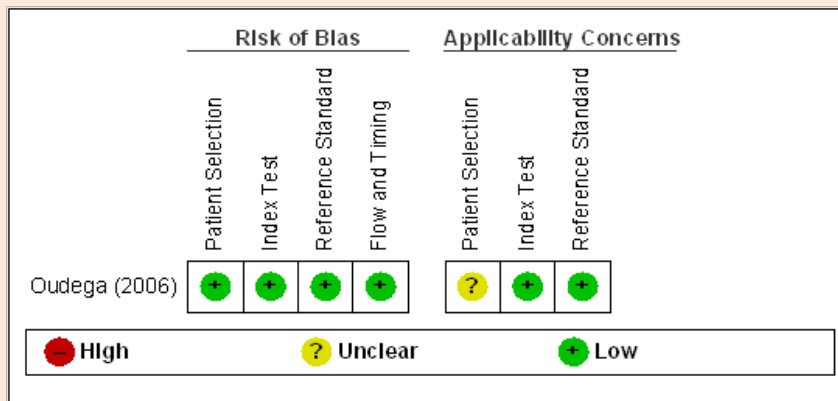 Risk of Bias
Applicability Concerns
Patient Selection
Index Test
Reference Standard
Flow and Timing
Patient Selection
Index Test
Reference Standard
Oudega (2006)
+ + + + ? + +
− High ? Unclear + Low